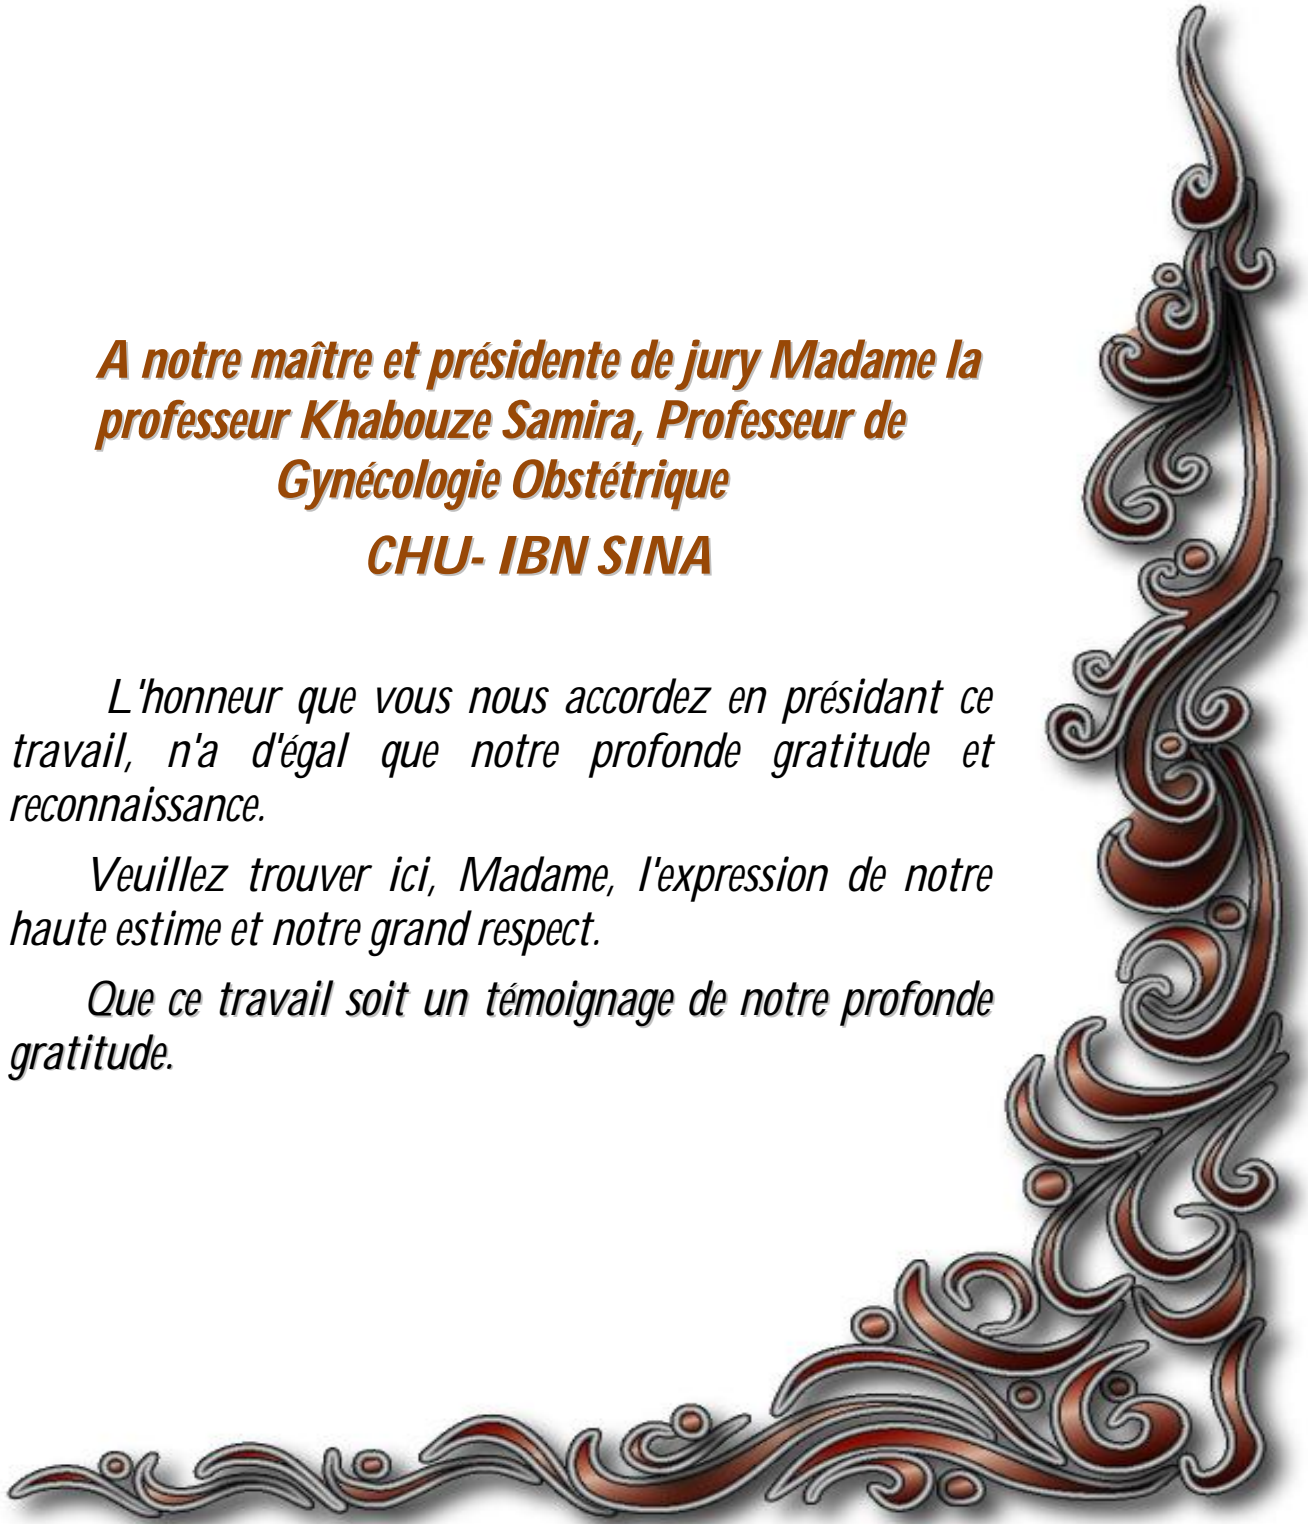 A notre maître et présidente de jury Madame la
professeur Khabouze Samira, Professeur de
Gynécologie Obstétrique
CHU- IBN SINA
L'honneur que vous nous accordez en présidant ce
travail, n'a d'égal que notre profonde gratitude et
reconnaissance.
Veuillez trouver ici, Madame, l'expression de notre
haute estime et notre grand respect.
Que ce travail soit un témoignage de notre profonde
gratitude.